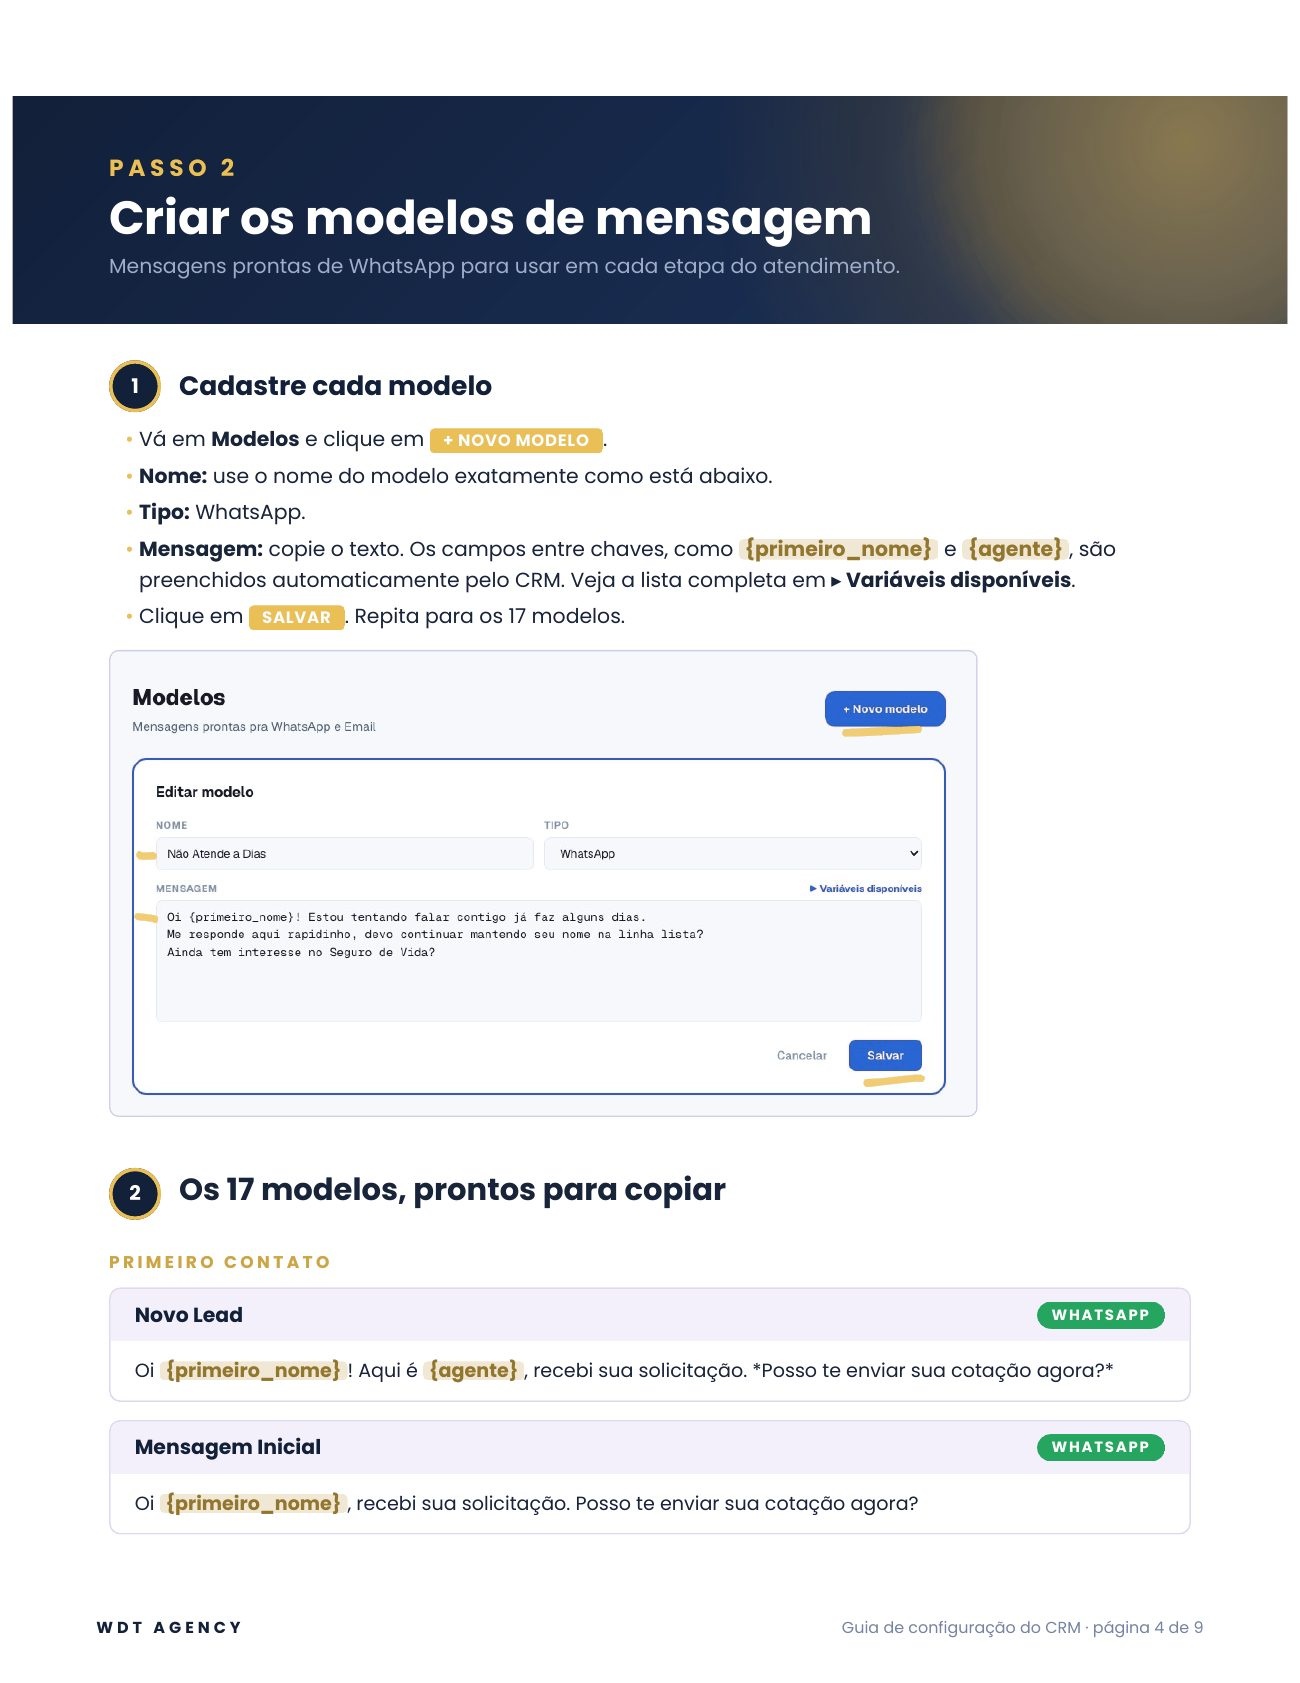 PASSO 2
Criar os modelos de mensagem
Mensagens prontas de WhatsApp para usar em cada etapa do atendimento.
1 Cadastre cada modelo
• Vá em Modelos e clique em + NOVO MODELO.
• Nome: use o nome do modelo exatamente como está abaixo.
• Tipo: WhatsApp.
• Mensagem: copie o texto. Os campos entre chaves, como {primeiro_nome} e {agente}, são
preenchidos automaticamente pelo CRM. Veja a lista completa em ▸ Variáveis disponíveis.
• Clique em SALVAR. Repita para os 17 modelos.
Modelos
+ Novo modelo
Mensagens prontas pra WhatsApp e Email
Editar modelo
NOME TIPO
Não Atende a Dias WhatsApp
MENSAGEM ▸ Variáveis disponíveis
Oi {primeiro_nome}! Estou tentando falar contigo já faz alguns dias.
Me responde aqui rapidinho, devo continuar mantendo seu nome na linha lista?
Ainda tem interesse no Seguro de Vida?
Cancelar Salvar
2 Os 17 modelos, prontos para copiar
PRIMEIRO CONTATO
Novo Lead WHATSAPP
Oi {primeiro_nome}! Aqui é {agente}, recebi sua solicitação. *Posso te enviar sua cotação agora?*
Mensagem Inicial WHATSAPP
Oi {primeiro_nome}, recebi sua solicitação. Posso te enviar sua cotação agora?
WDT AGENCY Guia de configuração do CRM · página 4 de 9